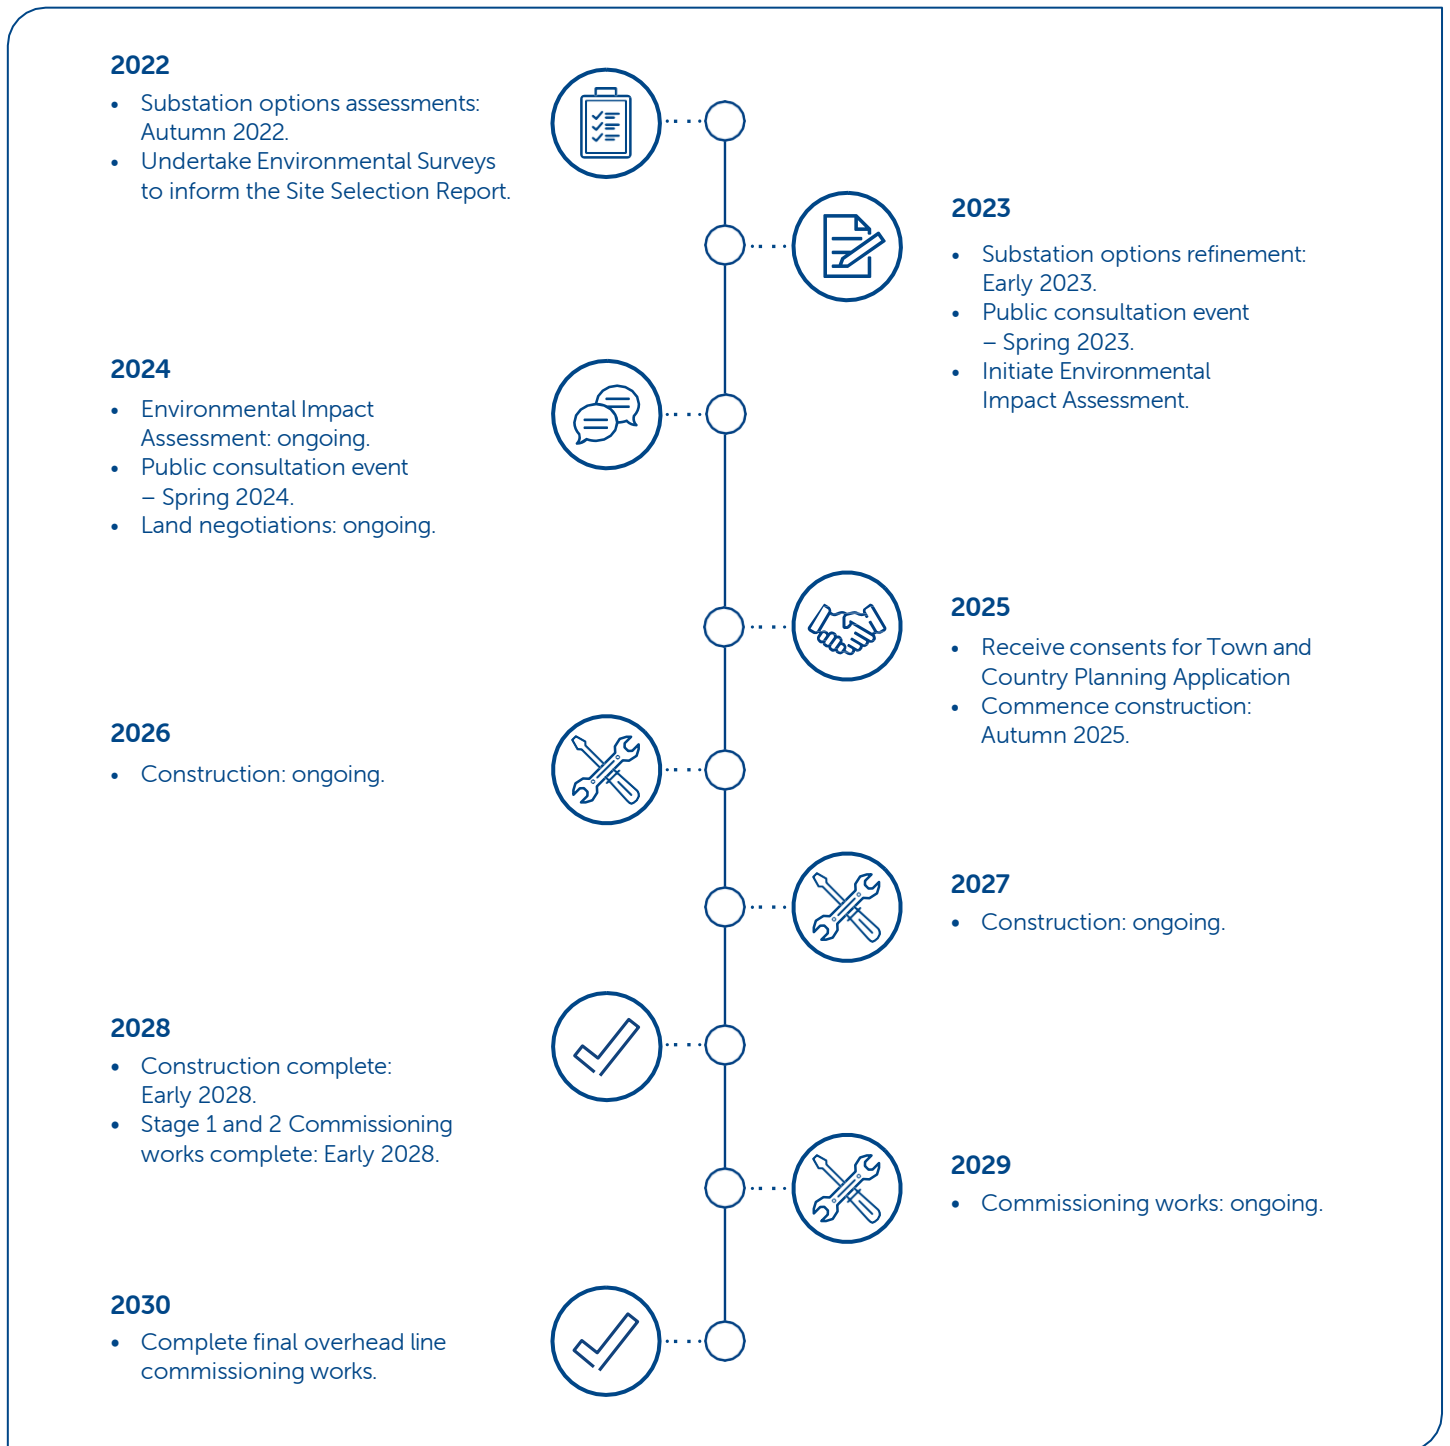 2022
• Substation options assessments:
Autumn 2022.
• Undertake Environmental Surveys
to inform the Site Selection Report.
2023
• Substation options refinement:
Early 2023.
• Public consultation event
– Spring 2023.
• Initiate Environmental
Impact Assessment.
2024
• Environmental Impact
Assessment: ongoing.
• Public consultation event
– Spring 2024.
• Land negotiations: ongoing.
2025
• Receive consents for Town and
Country Planning Application
• Commence construction:
Autumn 2025.
2026
• Construction: ongoing.
2027
• Construction: ongoing.
2028
• Construction complete:
Early 2028.
• Stage 1 and 2 Commissioning
works complete: Early 2028.
2029
• Commissioning works: ongoing.
2030
• Complete final overhead line
commissioning works.